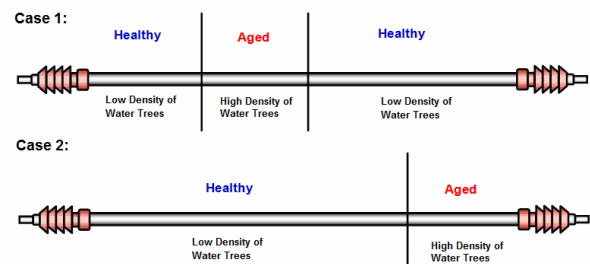 Case 1:
Healthy
Aged
Healthy
Low Density of
Water Trees
High Density of
Water Trees
Low Density of
Water Trees
Case 2:
Healthy
Aged
Low Density of
Water Trees
High Density of
Water Trees